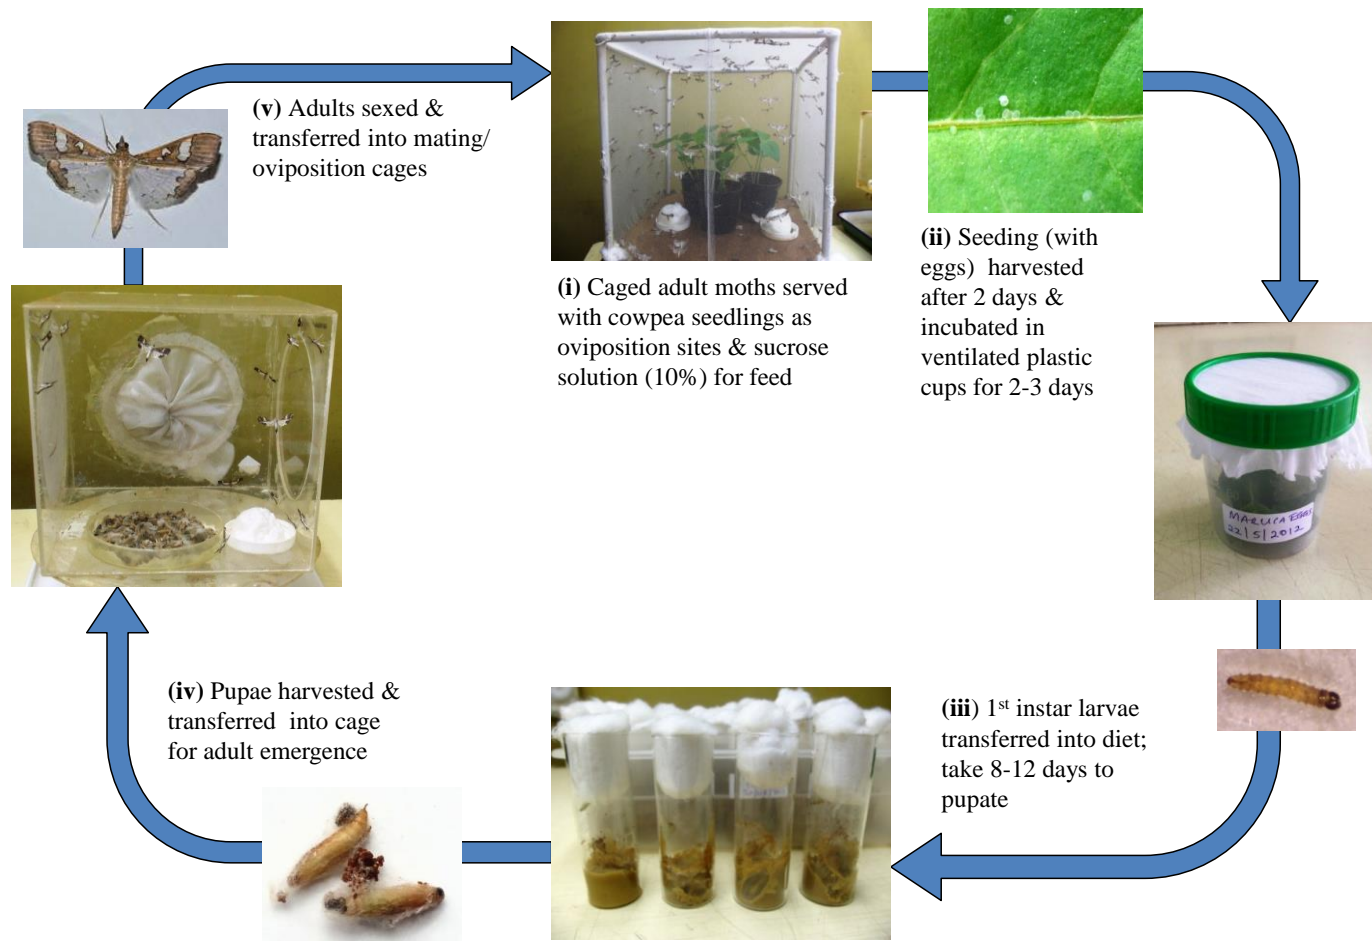 (v) Adults sexed &
transferred into mating/
oviposition cages
(i) Caged adult moths served
with cowpea seedlings as
oviposition sites & sucrose
solution (10%) for feed
(ii) Seeding (with
eggs) harvested
after 2 days &
incubated in
ventilated plastic
cups for 2-3 days
MARUCA EGGS
22/5/2012
(iii) 1st instar larvae
transferred into diet;
take 8-12 days to
pupate
(iv) Pupae harvested &
transferred into cage
for adult emergence